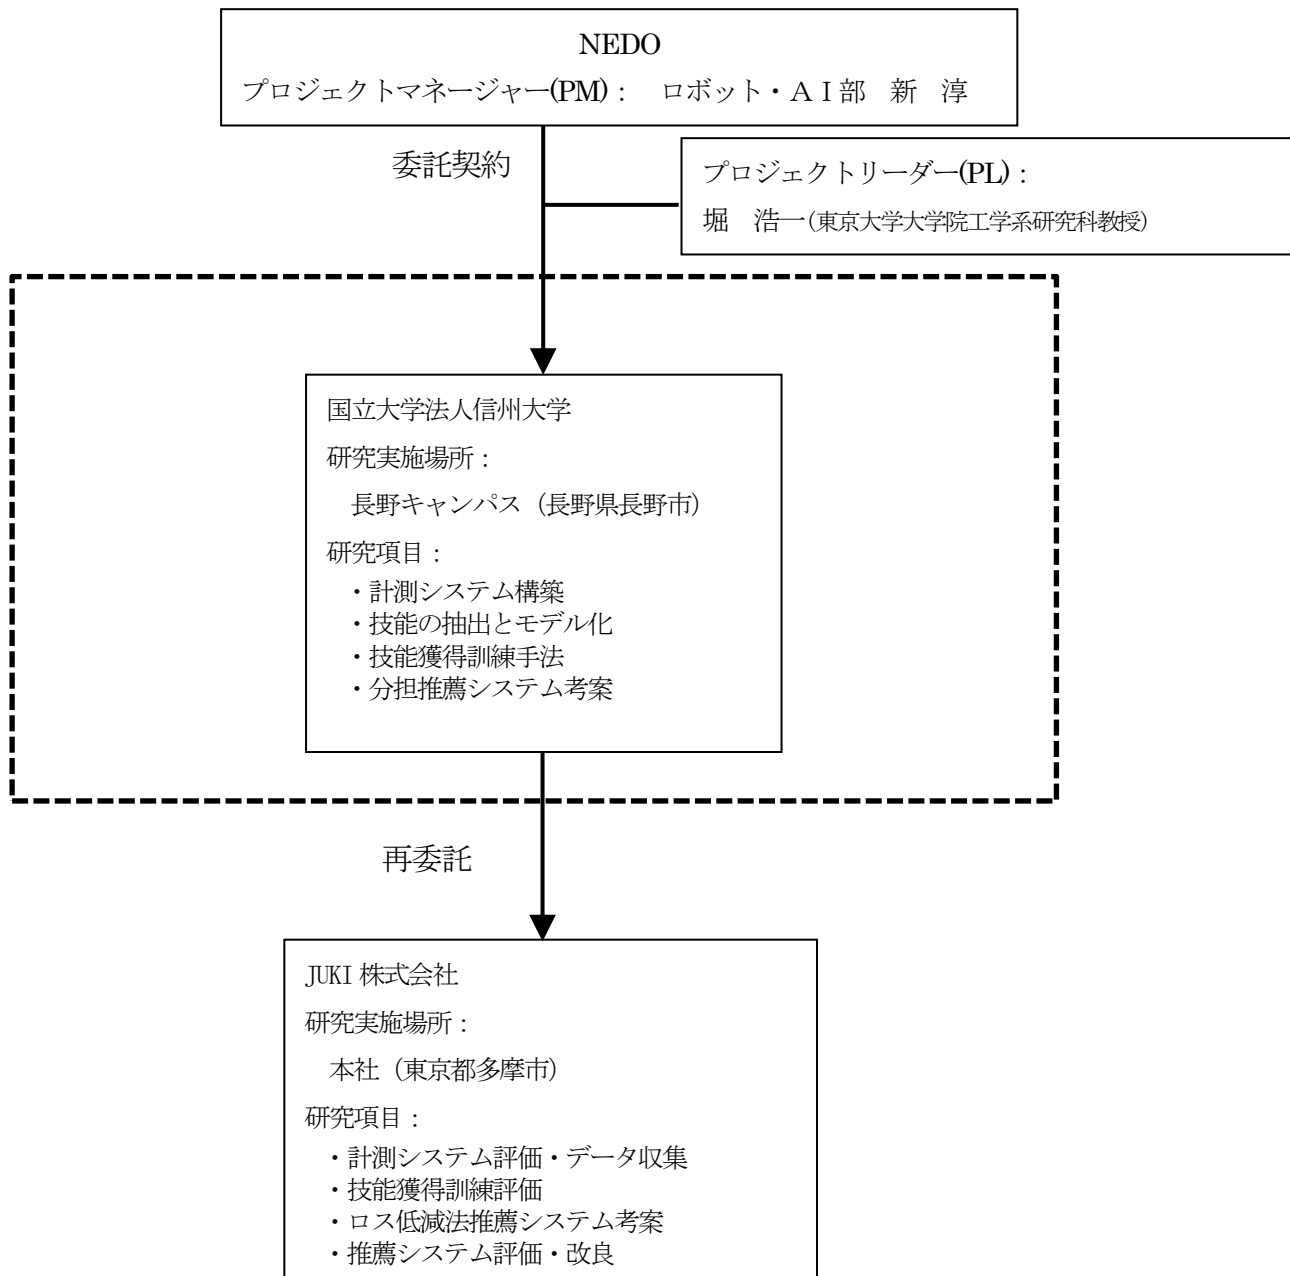 NEDO
プロジェクトマネージャー(PM)： ロボット・ＡＩ部 新 淳
委託契約
プロジェクトリーダー(PL)：
堀 浩一(東京大学大学院工学系研究科教授)
国立大学法人信州大学
研究実施場所：
長野キャンパス（長野県長野市）
研究項目：
・計測システム構築
・技能の抽出とモデル化
・技能獲得訓練手法
・分担推薦システム考案
再委託
JUKI 株式会社
研究実施場所：
本社（東京都多摩市）
研究項目：
・計測システム評価・データ収集
・技能獲得訓練評価
・ロス低減法推薦システム考案
・推薦システム評価・改良